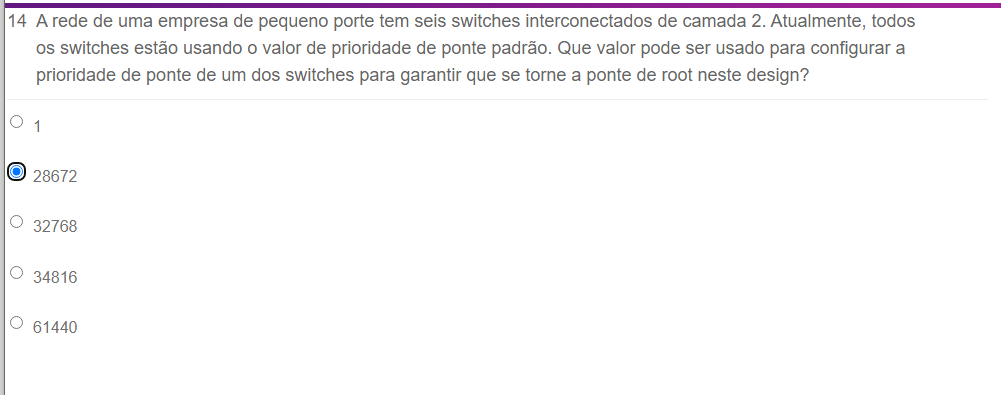 14 A rede de uma empresa de pequeno porte tem seis switches interconectados de camada 2. Atualmente, todos
os switches estão usando o valor de prioridade de ponte padrão. Que valor pode ser usado para configurar a
prioridade de ponte de um dos switches para garantir que se torne a ponte de root neste design?
1
28672
32768
34816
61440